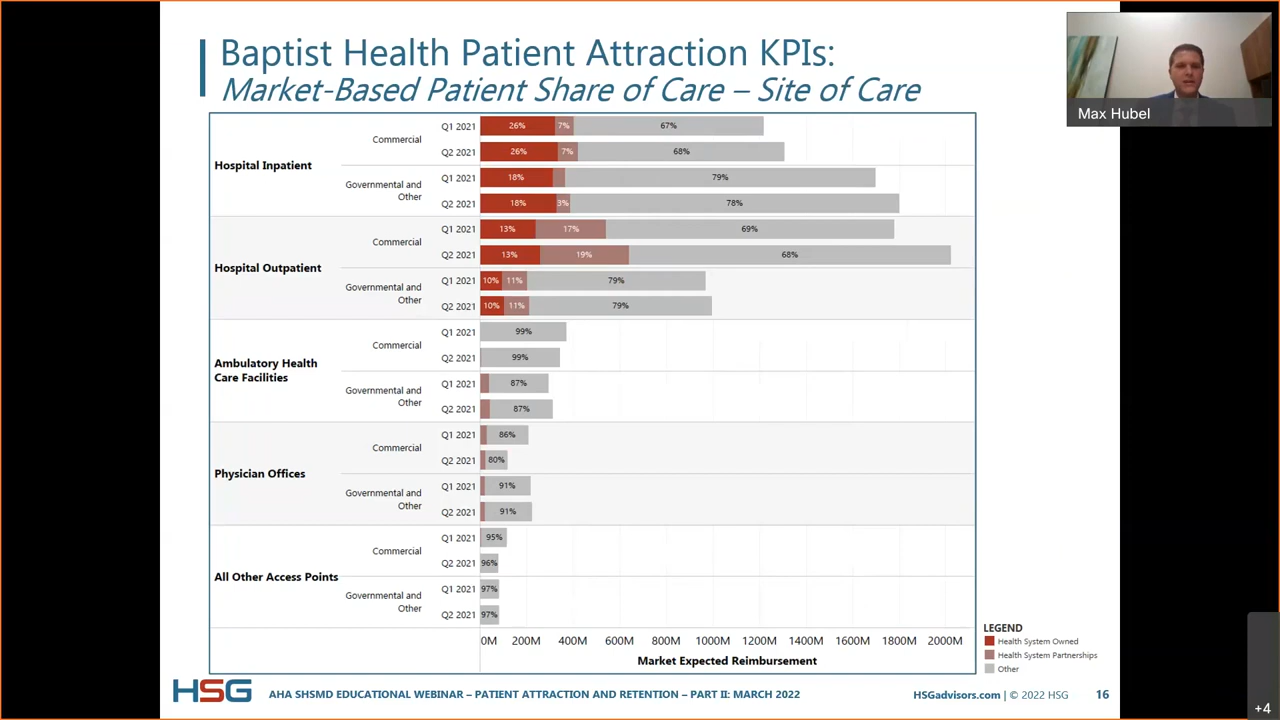 Baptist Health Patient Attraction KPIs:
Market-Based Patient Share of Care – Site of Care
Max Hubel
Hospital Inpatient
Commercial
Q1 2021 26% 7% 67%
Q2 2021 26% 7% 68%
Governmental and
Other
Q1 2021 18% 79%
Q2 2021 18% 3% 78%
Hospital Outpatient
Commercial
Q1 2021 13% 17% 69%
Q2 2021 13% 19% 68%
Governmental and
Other
Q1 2021 10% 11% 79%
Q2 2021 10% 11% 79%
Ambulatory Health
Care Facilities
Commercial
Q1 2021 99%
Q2 2021 99%
Governmental and
Other
Q1 2021 87%
Q2 2021 87%
Physician Offices
Commercial
Q1 2021 86%
Q2 2021 80%
Governmental and
Other
Q1 2021 91%
Q2 2021 91%
All Other Access Points
Commercial
Q1 2021 95%
Q2 2021 96%
Governmental and
Other
Q1 2021 97%
Q2 2021 97%
0M 200M 400M 600M 800M 1000M 1200M 1400M 1600M 1800M 2000M
Market Expected Reimbursement
LEGEND
Health System Owned
Health System Partnerships
Other
HSG
AHA SHSMD EDUCATIONAL WEBINAR – PATIENT ATTRACTION AND RETENTION – PART II: MARCH 2022
HSGadvisors.com | © 2022 HSG
16
+4